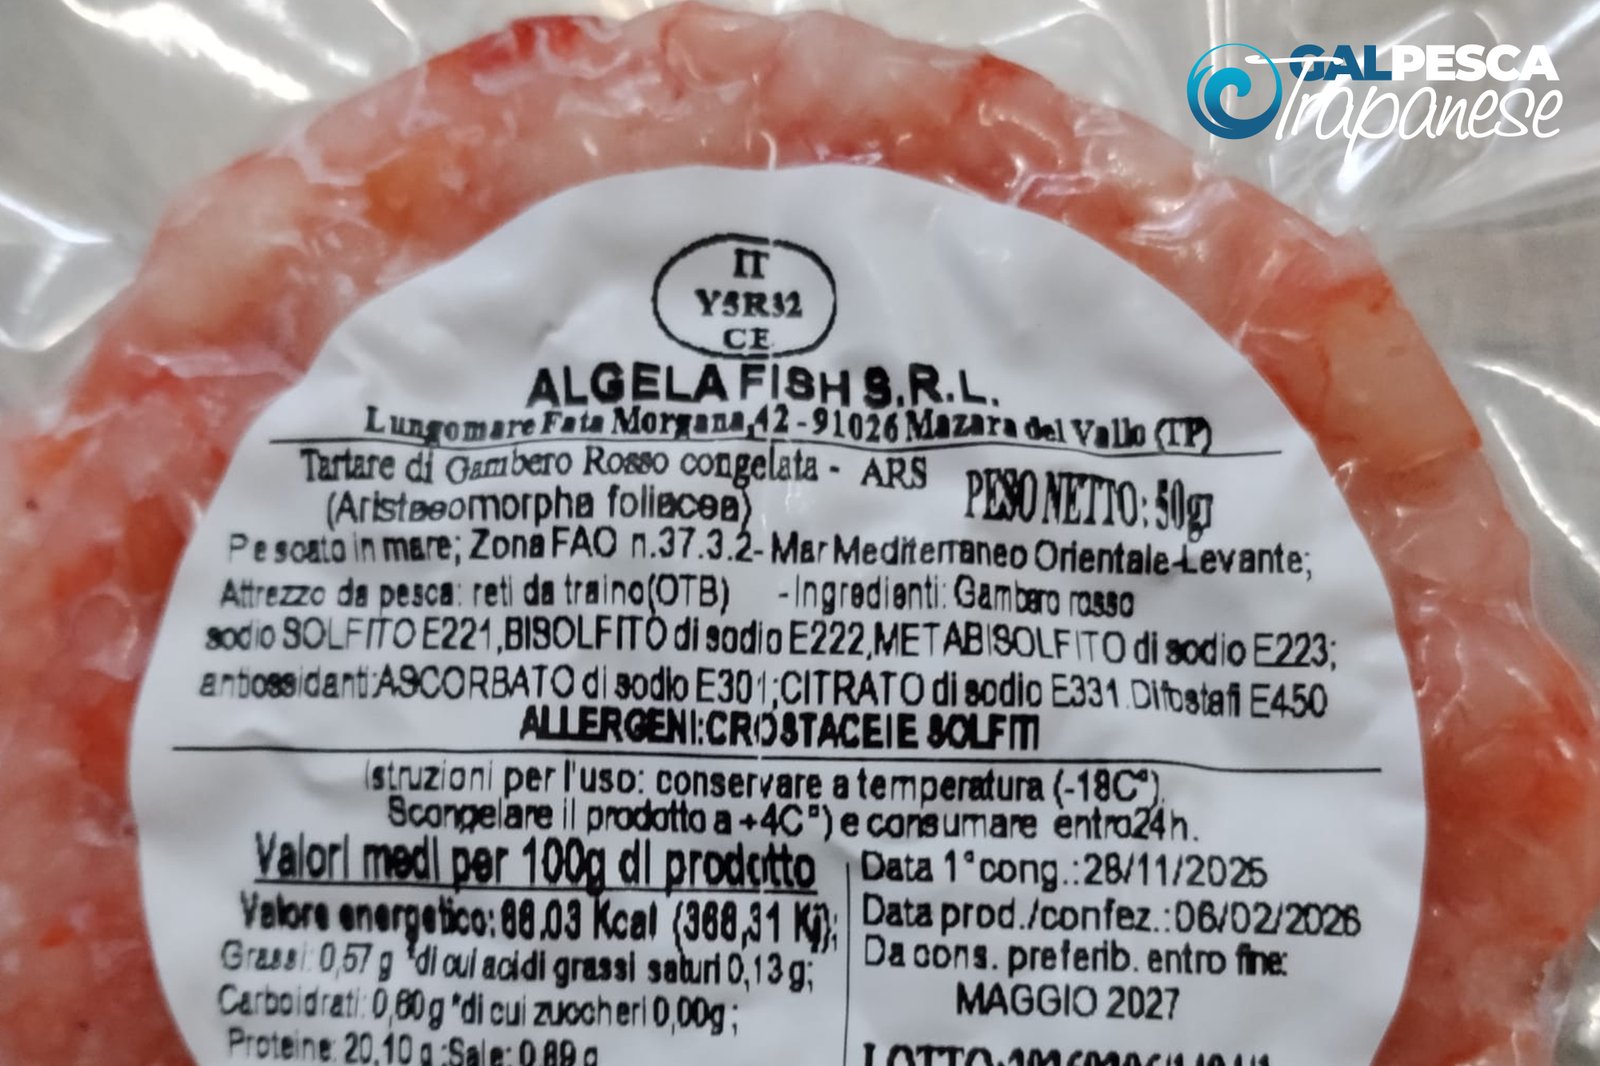 GALPESCA
Trapanese
IT
Y5R32
CE
ALGELA FISH S.R.L.
Lungomare Fata Morgana,42 - 91026 Mazara del Vallo (TP)
Tartare di Gambero Rosso congelata - ARS
(Aristaeomorpha foliacea)
PESO NETTO: 50gr
Pescato in mare; Zona FAO n.37.3.2- Mar Mediterraneo Orientale-Levante;
Attrezzo da pesca: reti da traino(OTB) -Ingredienti: Gambero rosso
sodio SOLFITO E221,BISOLFITO di sodio E222,METABISOLFITO di sodio E223;
antiossidanti:ASCORBATO di sodio E301;CITRATO di sodio E331.Difostafi E450
ALLERGENI:CROSTACEI E SOLFITI
Istruzioni per l'uso: conservare a temperatura (-18C°).
Scongelare il prodotto a +4C°) e consumare entro24h.
Valori medi per 100g di prodotto
Valore energetico: 88.03 Kcal (368,31 Kj);
Grassi: 0,57 g *di cui acidi grassi saturi 0,13 g;
Carboidrati: 0,60g *di cui zuccheri 0,00g;
Proteine: 20,10 g ;Sale: 0,89 g
Data 1° cong.:28/11/2025
Data prod./confez.:06/02/2026
Da cons. preferib. entro fine:
MAGGIO 2027
LOTTO: